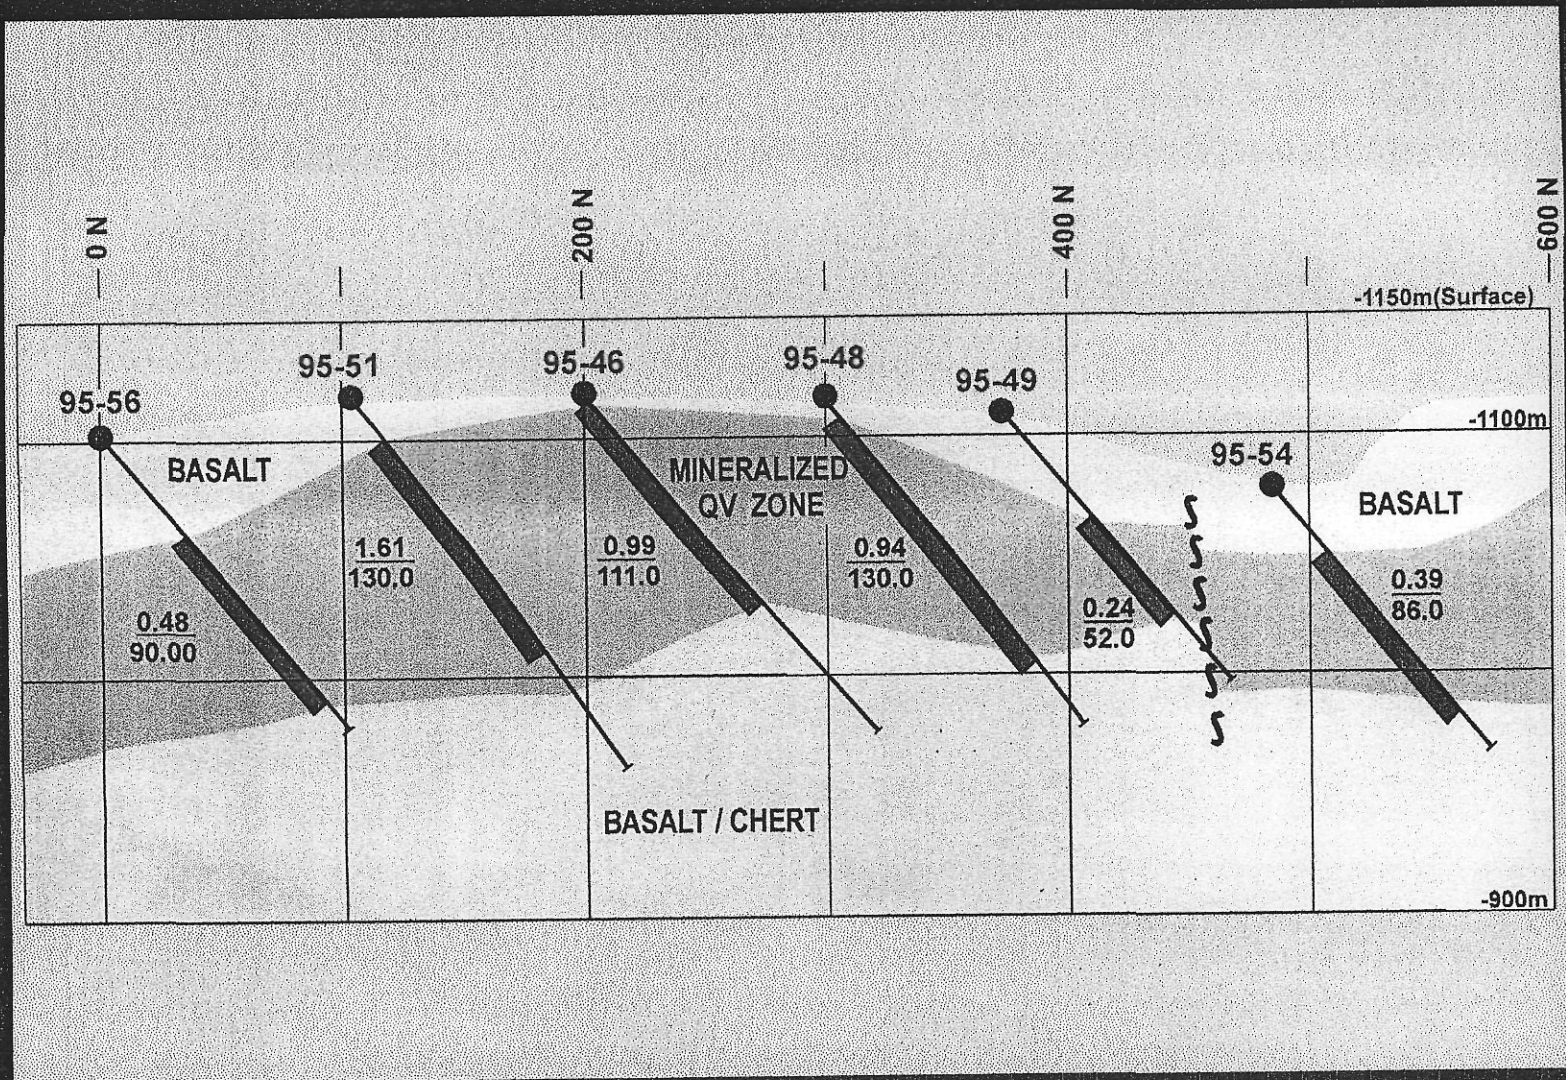 0 N
200 N
400 N
600 N
-1150m(Surface)
95-56
95-51
95-46
95-48
95-49
95-54
-1100m
BASALT
MINERALIZED
QV ZONE
BASALT
0.48
90.00
1.61
130.0
0.99
111.0
0.94
130.0
0.24
52.0
0.39
86.0
BASALT / CHERT
-900m